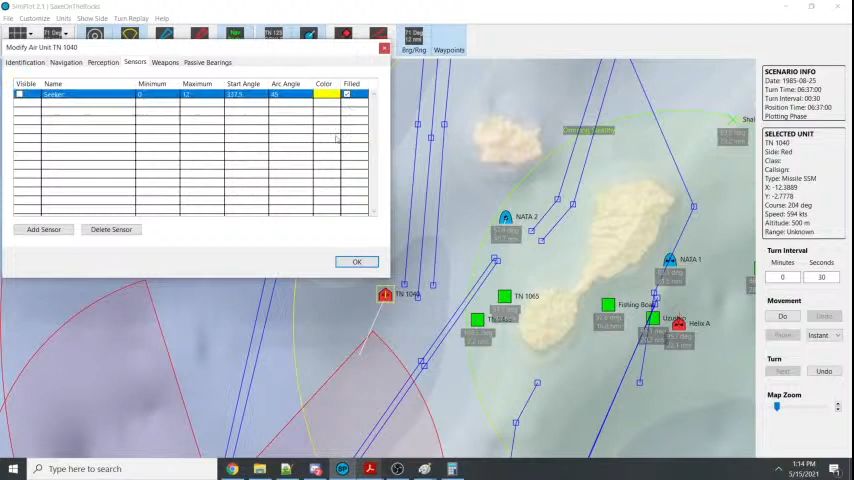 SimPlot 2.1 | SaxetOnTheRocks
File Customize Units Show Side Turn Replay Help
71 Deg
12 nm
Brg/Rng Waypoints
Modify Air Unit TN 1040
Identification Navigation Perception Sensors Weapons Passive Bearings
Visible Name Minimum Maximum Start Angle Arc Angle Color Filled
Seeker 0 12 337.5 45
Add Sensor Delete Sensor
OK
NATA 2
NATA 1
TN 1040
TN 1065
Fishing Boat
Helix A
SCENARIO INFO
Date: 1985-08-25
Turn Time: 06:37:00
Turn Interval: 00:30
Plotting Phase
SELECTED UNIT
TN 1040
Side: Red
Class:
Callsign:
Type: Missile SSM
X: -12.3889
Y: -2.7778
Course: 204 deg
Speed: 594 kts
Altitude: 500 m
Range: Unknown
Turn Interval
Minutes Seconds
0 30
Movement
Do Undo
Pause Instant
Turn
Next Undo
Map Zoom
Type here to search
1:14 PM
5/15/2021